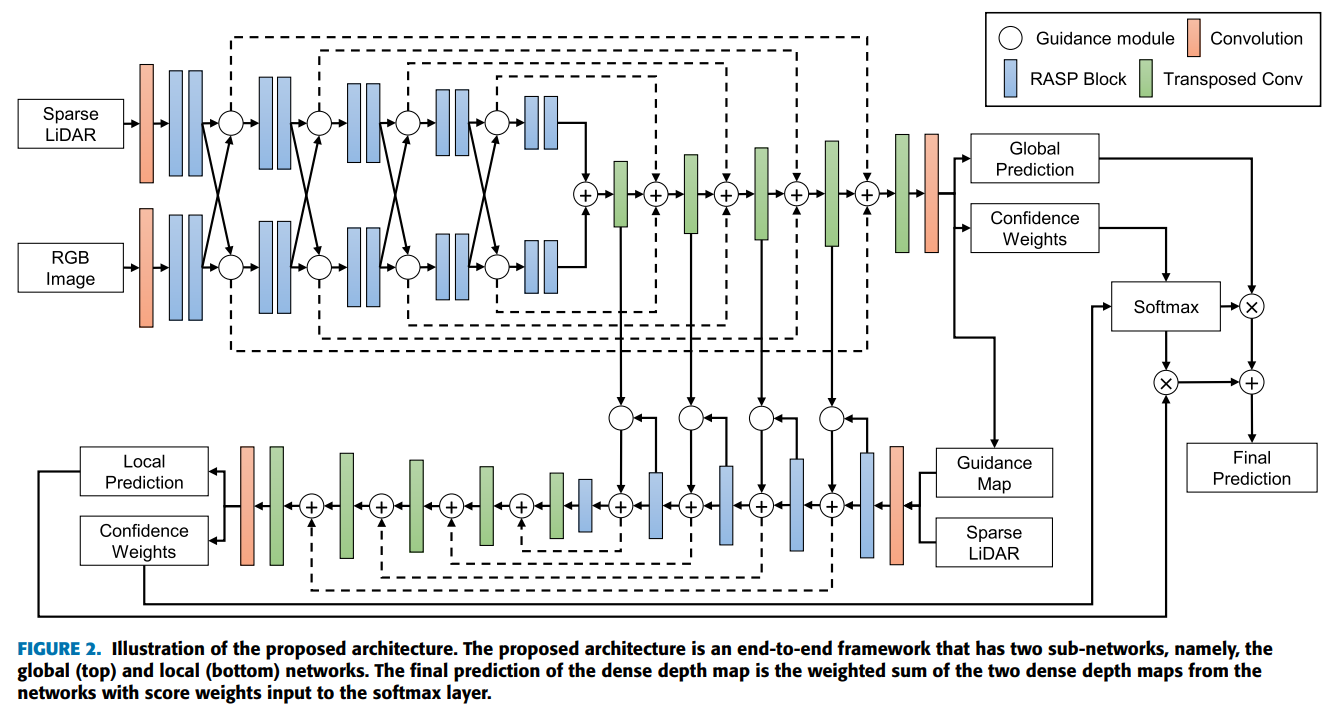 Guidance module
Convolution
RASP Block
Transposed Conv
Sparse
LiDAR
RGB
Image
+
+
+
+
+
Global
Prediction
Confidence
Weights
Softmax
×
×
+
Final
Prediction
Local
Prediction
Confidence
Weights
+
+
+
+
+
+
+
+
Guidance
Map
Sparse
LiDAR
FIGURE 2. Illustration of the proposed architecture. The proposed architecture is an end-to-end framework that has two sub-networks, namely, the
global (top) and local (bottom) networks. The final prediction of the dense depth map is the weighted sum of the two dense depth maps from the
networks with score weights input to the softmax layer.